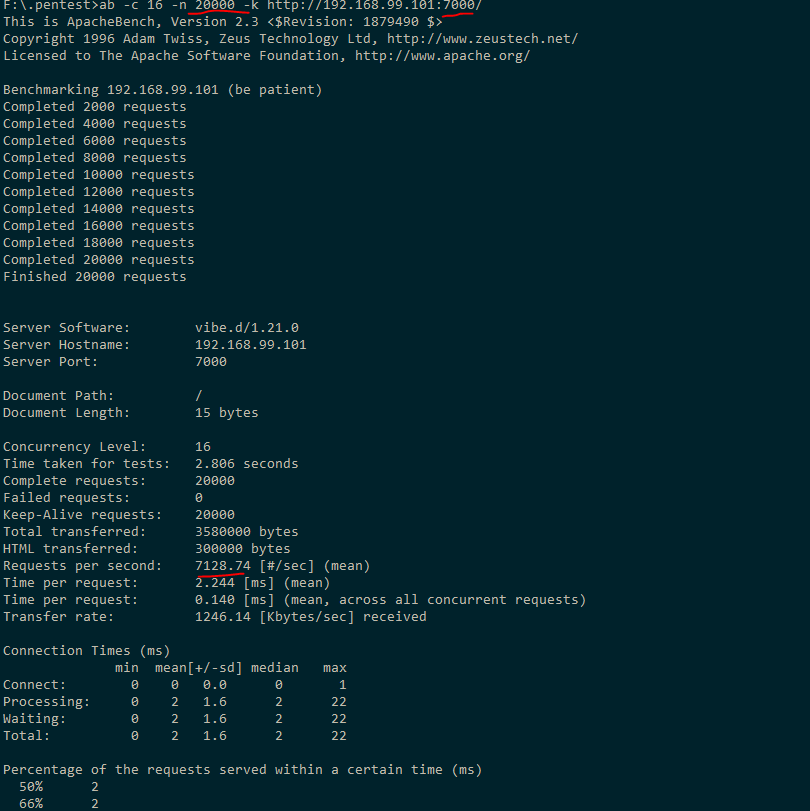 F:\.pentest>ab -c 16 -n 20000 -k http://192.168.99.101:7000/
This is ApacheBench, Version 2.3 <$Revision: 1879490 $>
Copyright 1996 Adam Twiss, Zeus Technology Ltd, http://www.zeustech.net/
Licensed to The Apache Software Foundation, http://www.apache.org/

Benchmarking 192.168.99.101 (be patient)
Completed 2000 requests
Completed 4000 requests
Completed 6000 requests
Completed 8000 requests
Completed 10000 requests
Completed 12000 requests
Completed 14000 requests
Completed 16000 requests
Completed 18000 requests
Completed 20000 requests
Finished 20000 requests

Server Software:        vibe.d/1.21.0
Server Hostname:        192.168.99.101
Server Port:            7000

Document Path:          /
Document Length:        15 bytes

Concurrency Level:      16
Time taken for tests:   2.806 seconds
Complete requests:      20000
Failed requests:        0
Keep-Alive requests:    20000
Total transferred:      3580000 bytes
HTML transferred:       300000 bytes
Requests per second:    7128.74 [#/sec] (mean)
Time per request:       2.244 [ms] (mean)
Time per request:       0.140 [ms] (mean, across all concurrent requests)
Transfer rate:          1246.14 [Kbytes/sec] received

Connection Times (ms)
              min  mean[+/-sd] median   max
Connect:        0    0   0.0      0       1
Processing:     0    2   1.6      2      22
Waiting:        0    2   1.6      2      22
Total:          0    2   1.6      2      22

Percentage of the requests served within a certain time (ms)
  50%      2
  66%      2